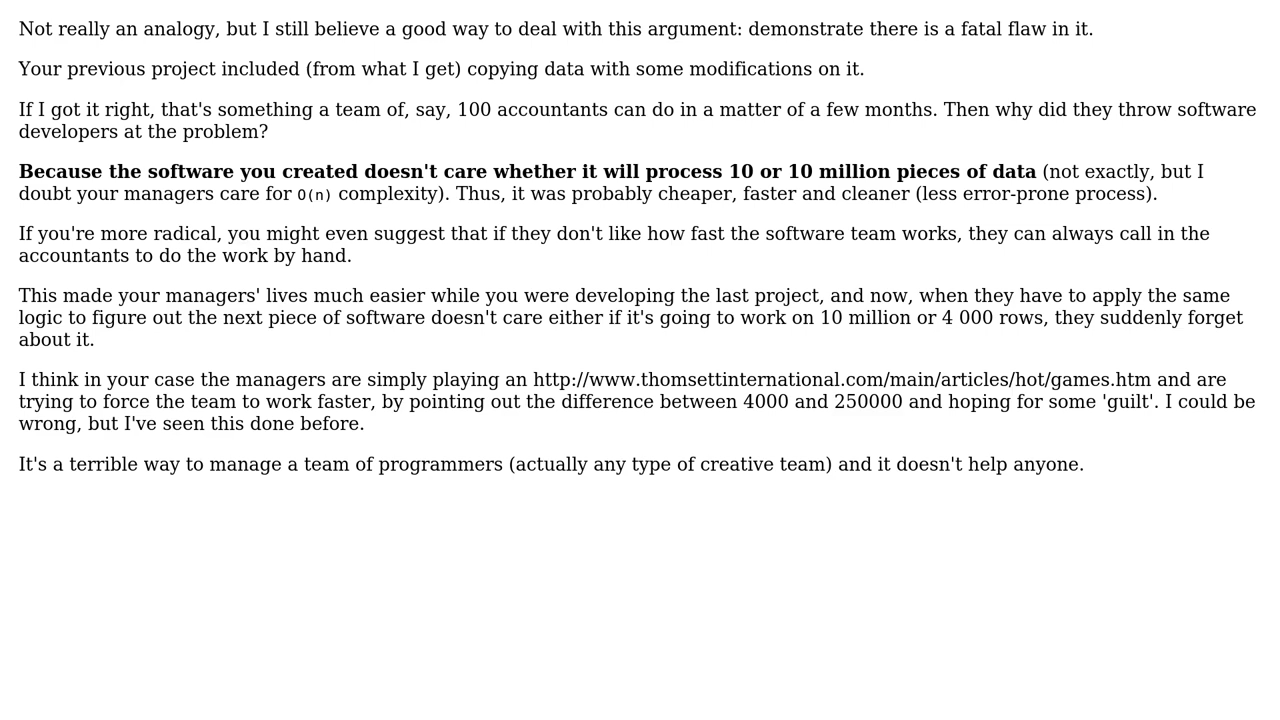 Not really an analogy, but I still believe a good way to deal with this argument: demonstrate there is a fatal flaw in it.
Your previous project included (from what I get) copying data with some modifications on it.
If I got it right, that's something a team of, say, 100 accountants can do in a matter of a few months. Then why did they throw software
developers at the problem?
Because the software you created doesn't care whether it will process 10 or 10 million pieces of data (not exactly, but I
doubt your managers care for O(n) complexity). Thus, it was probably cheaper, faster and cleaner (less error-prone process).
If you're more radical, you might even suggest that if they don't like how fast the software team works, they can always call in the
accountants to do the work by hand.
This made your managers' lives much easier while you were developing the last project, and now, when they have to apply the same
logic to figure out the next piece of software doesn't care either if it's going to work on 10 million or 4 000 rows, they suddenly forget
about it.
I think in your case the managers are simply playing an http://www.thomsettinternational.com/main/articles/hot/games.htm and are
trying to force the team to work faster, by pointing out the difference between 4000 and 250000 and hoping for some 'guilt'. I could be
wrong, but I've seen this done before.
It's a terrible way to manage a team of programmers (actually any type of creative team) and it doesn't help anyone.